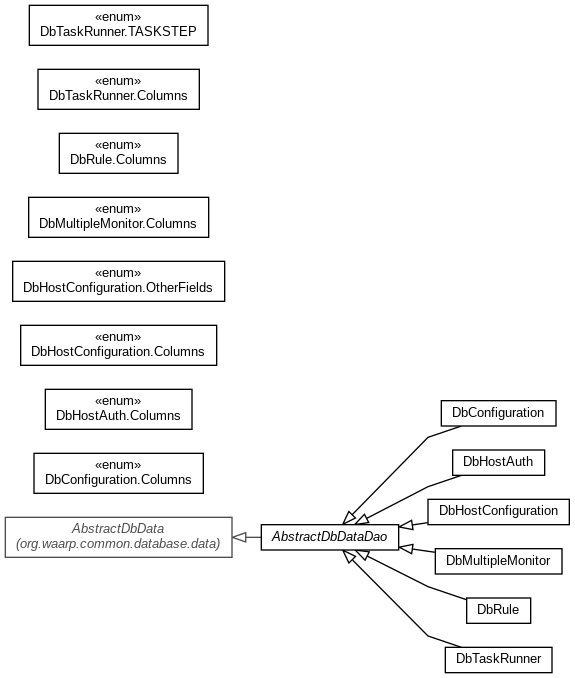 «enum»
DbTaskRunner.TASKSTEP
«enum»
DbTaskRunner.Columns
«enum»
DbRule.Columns
«enum»
DbMultipleMonitor.Columns
«enum»
DbHostConfiguration.OtherFields
«enum»
DbHostConfiguration.Columns
«enum»
DbHostAuth.Columns
«enum»
DbConfiguration.Columns
AbstractDbData
(org.waarp.common.database.data)
AbstractDbDataDao
DbConfiguration
DbHostAuth
DbHostConfiguration
DbMultipleMonitor
DbRule
DbTaskRunner